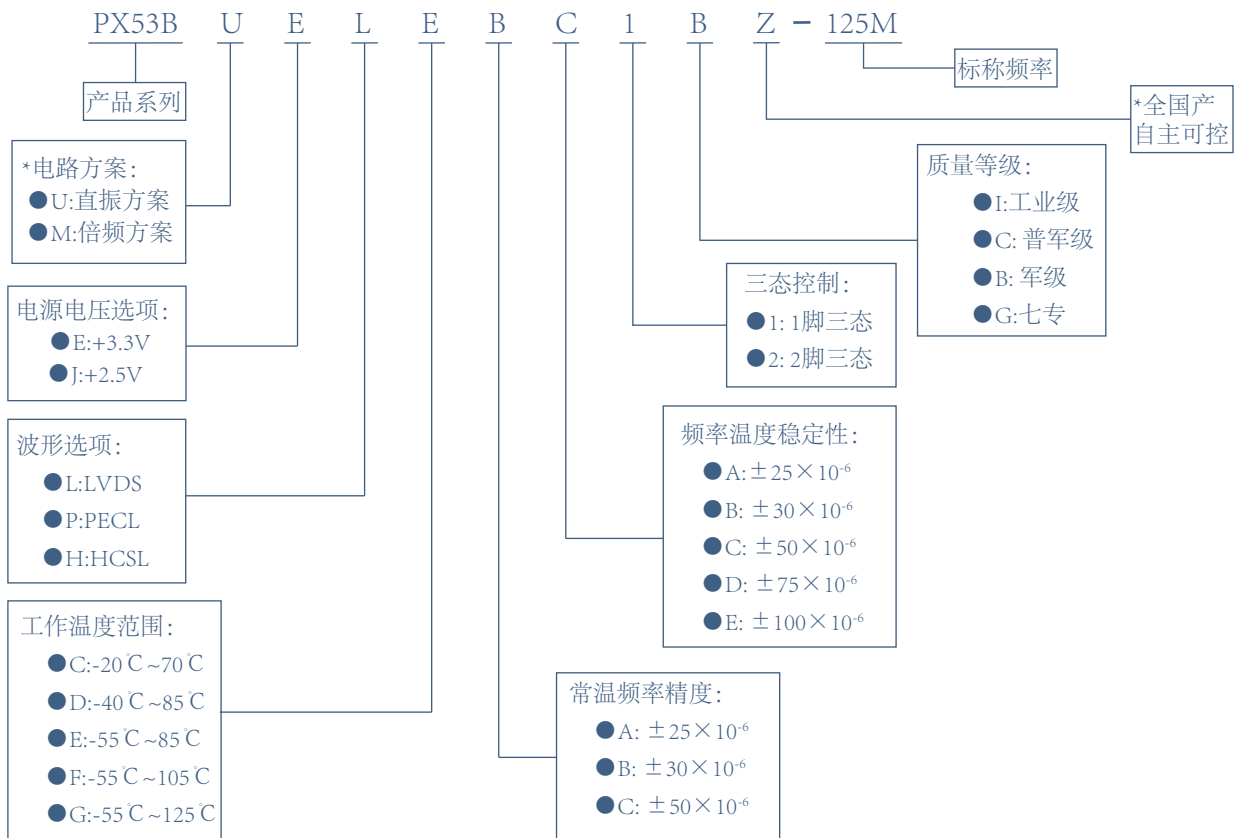 PX53B U E L E B C 1 B Z - 125M
标称频率
产品系列
*全国产
自主可控
*电路方案:
●U:直振方案
●M:倍频方案
质量等级:
●I:工业级
●C: 普军级
●B: 军级
●G:七专
三态控制:
●1: 1脚三态
●2: 2脚三态
电源电压选项:
●E:+3.3V
●J:+2.5V
波形选项:
●L:LVDS
●P:PECL
●H:HCSL
频率温度稳定性:
●A:±25×10⁻⁶
●B: ±30×10⁻⁶
●C: ±50×10⁻⁶
●D: ±75×10⁻⁶
●E: ±100×10⁻⁶
工作温度范围:
●C:-20℃~70℃
●D:-40℃~85℃
●E:-55℃~85℃
●F:-55℃~105℃
●G:-55℃~125℃
常温频率精度:
●A: ±25×10⁻⁶
●B: ±30×10⁻⁶
●C: ±50×10⁻⁶